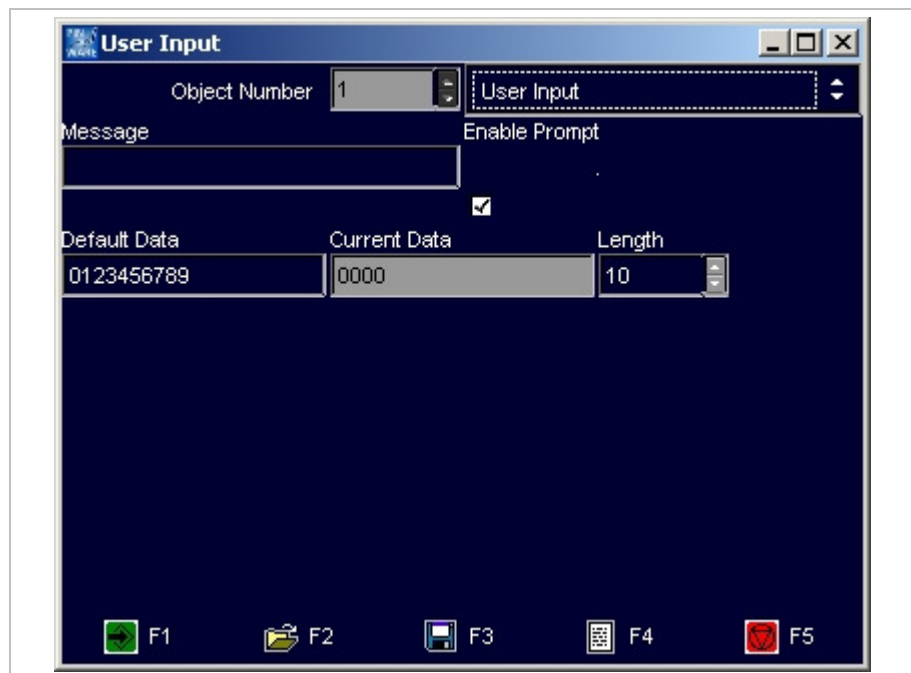 User Input
Object Number 1 User Input
Message Enable Prompt
Default Data Current Data Length
0123456789 0000 10
F1 F2 F3 F4 F5